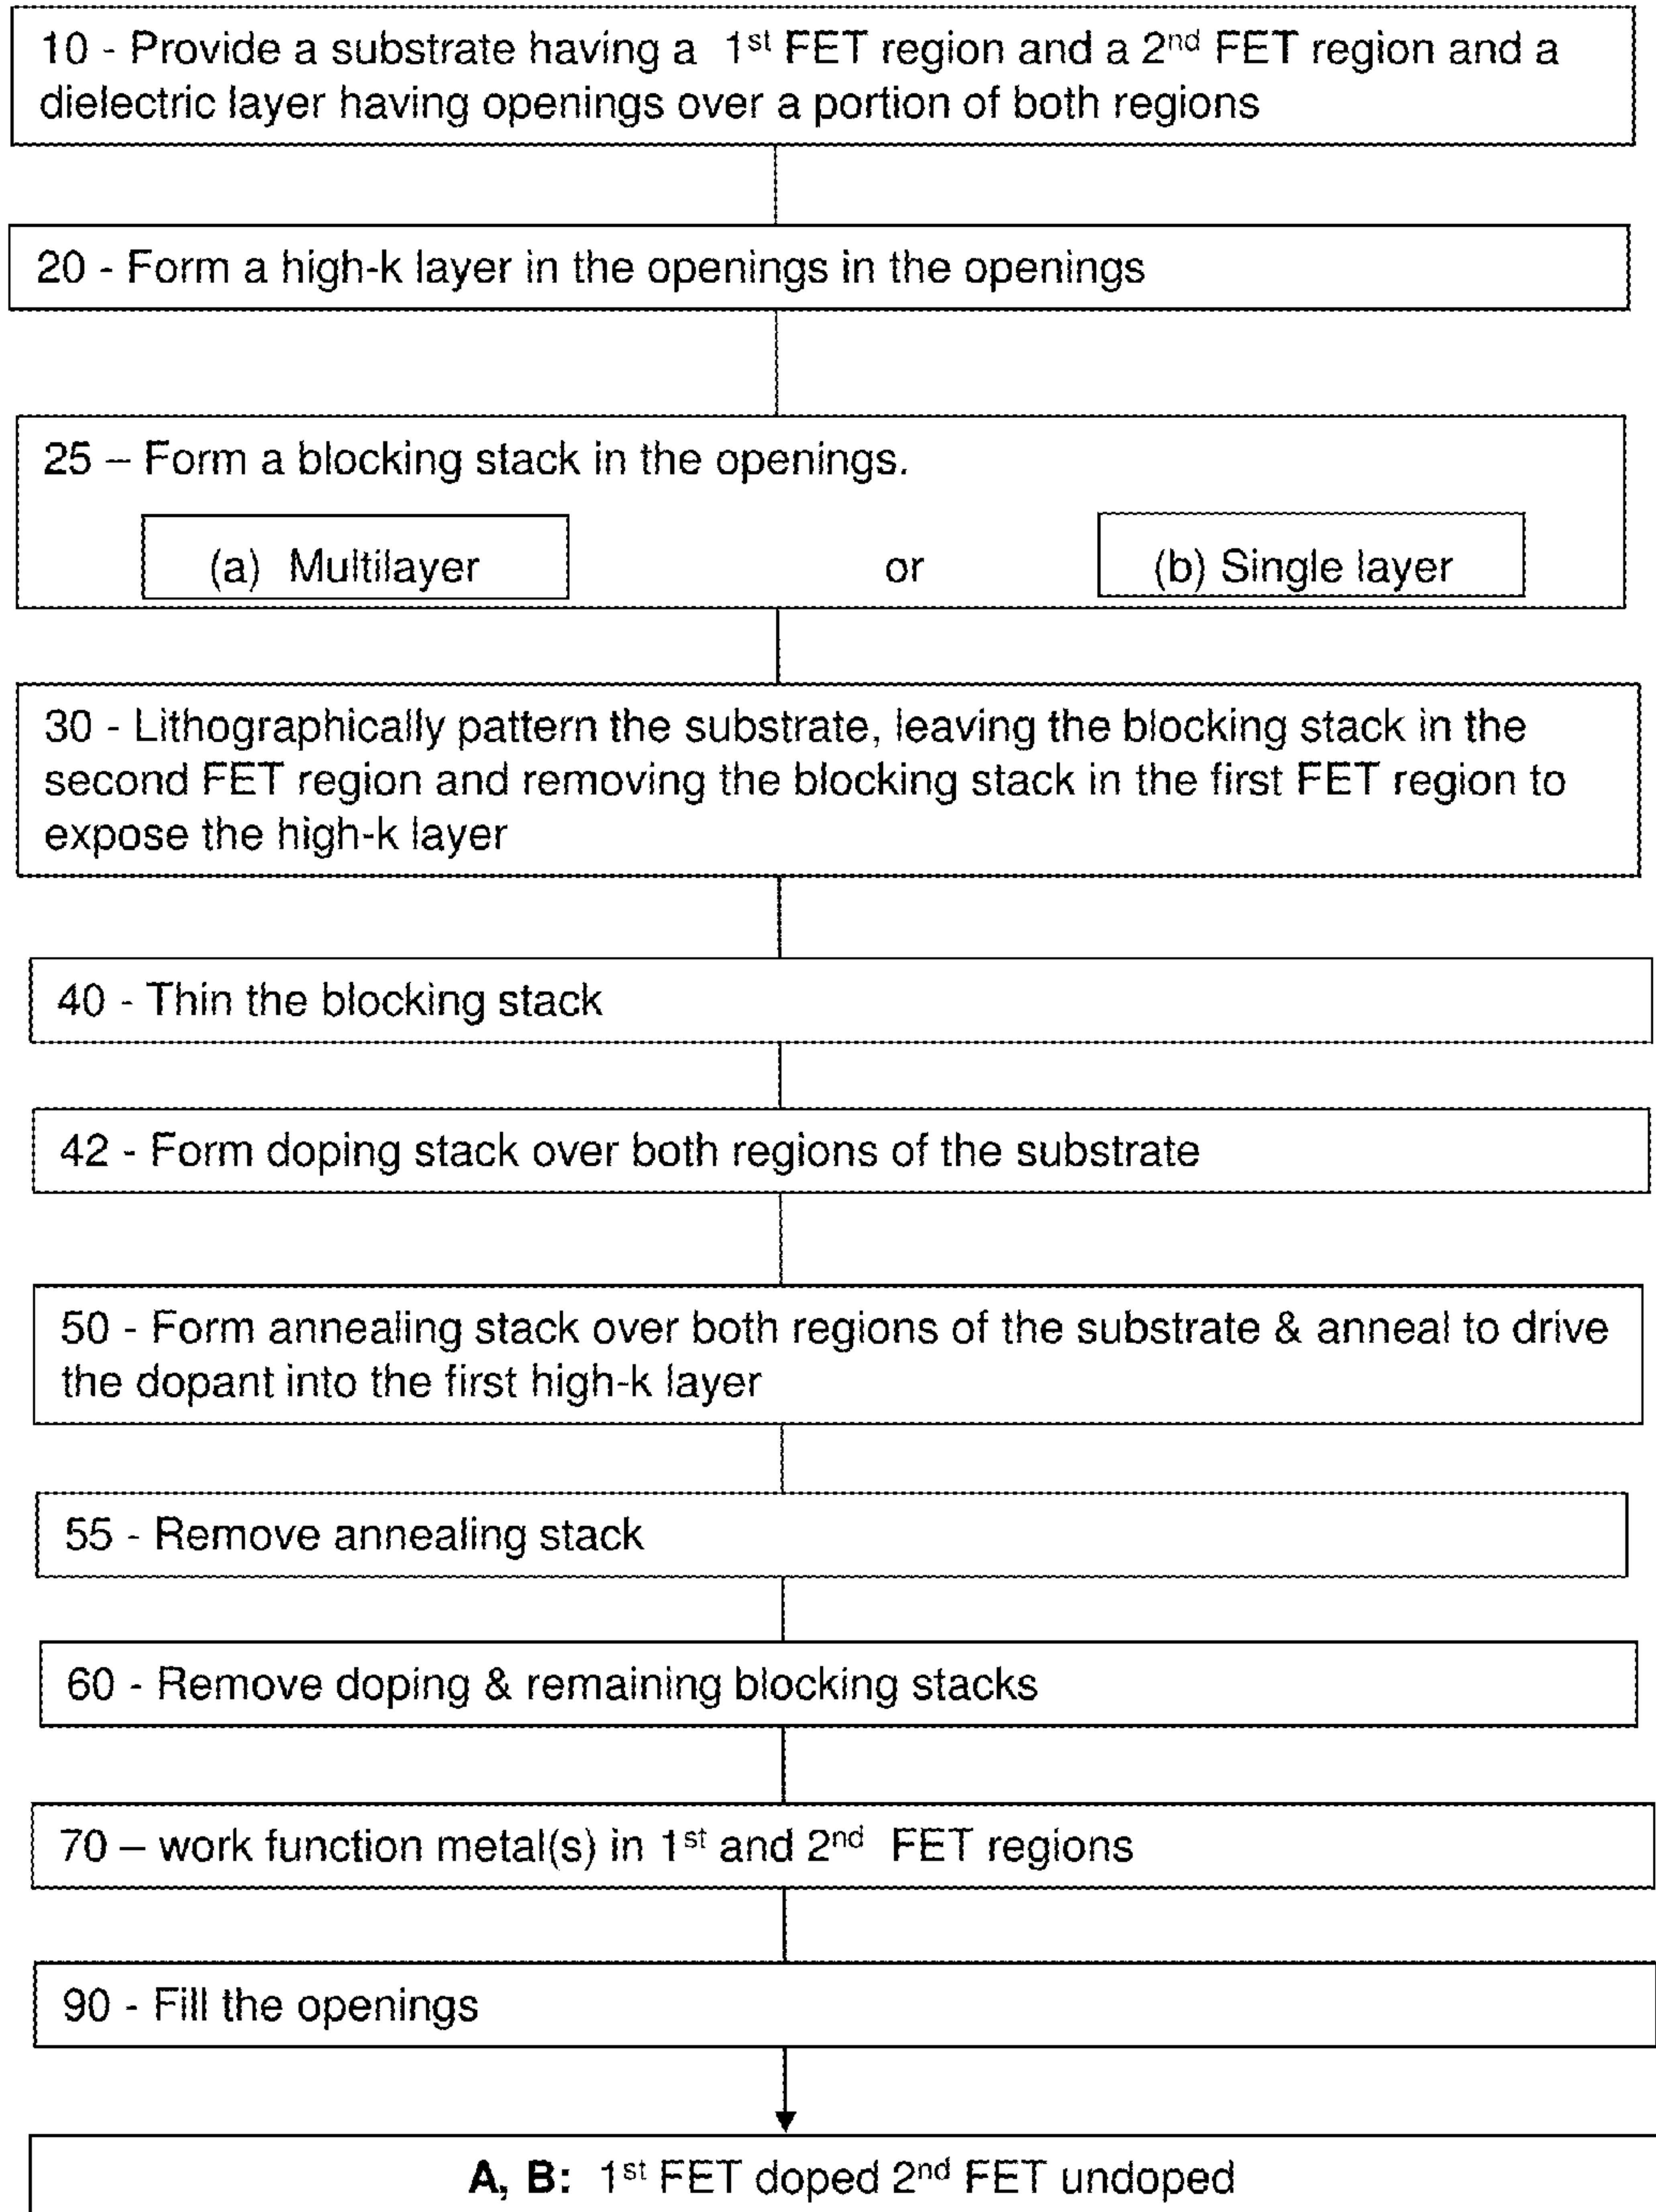 10 - Provide a substrate having a 1st FET region and a 2nd FET region and a
dielectric layer having openings over a portion of both regions
20 - Form a high-k layer in the openings in the openings
25 – Form a blocking stack in the openings.
(a) Multilayer or (b) Single layer
30 - Lithographically pattern the substrate, leaving the blocking stack in the
second FET region and removing the blocking stack in the first FET region to
expose the high-k layer
40 - Thin the blocking stack
42 - Form doping stack over both regions of the substrate
50 - Form annealing stack over both regions of the substrate & anneal to drive
the dopant into the first high-k layer
55 - Remove annealing stack
60 - Remove doping & remaining blocking stacks
70 – work function metal(s) in 1st and 2nd FET regions
90 - Fill the openings
A, B: 1st FET doped 2nd FET undoped